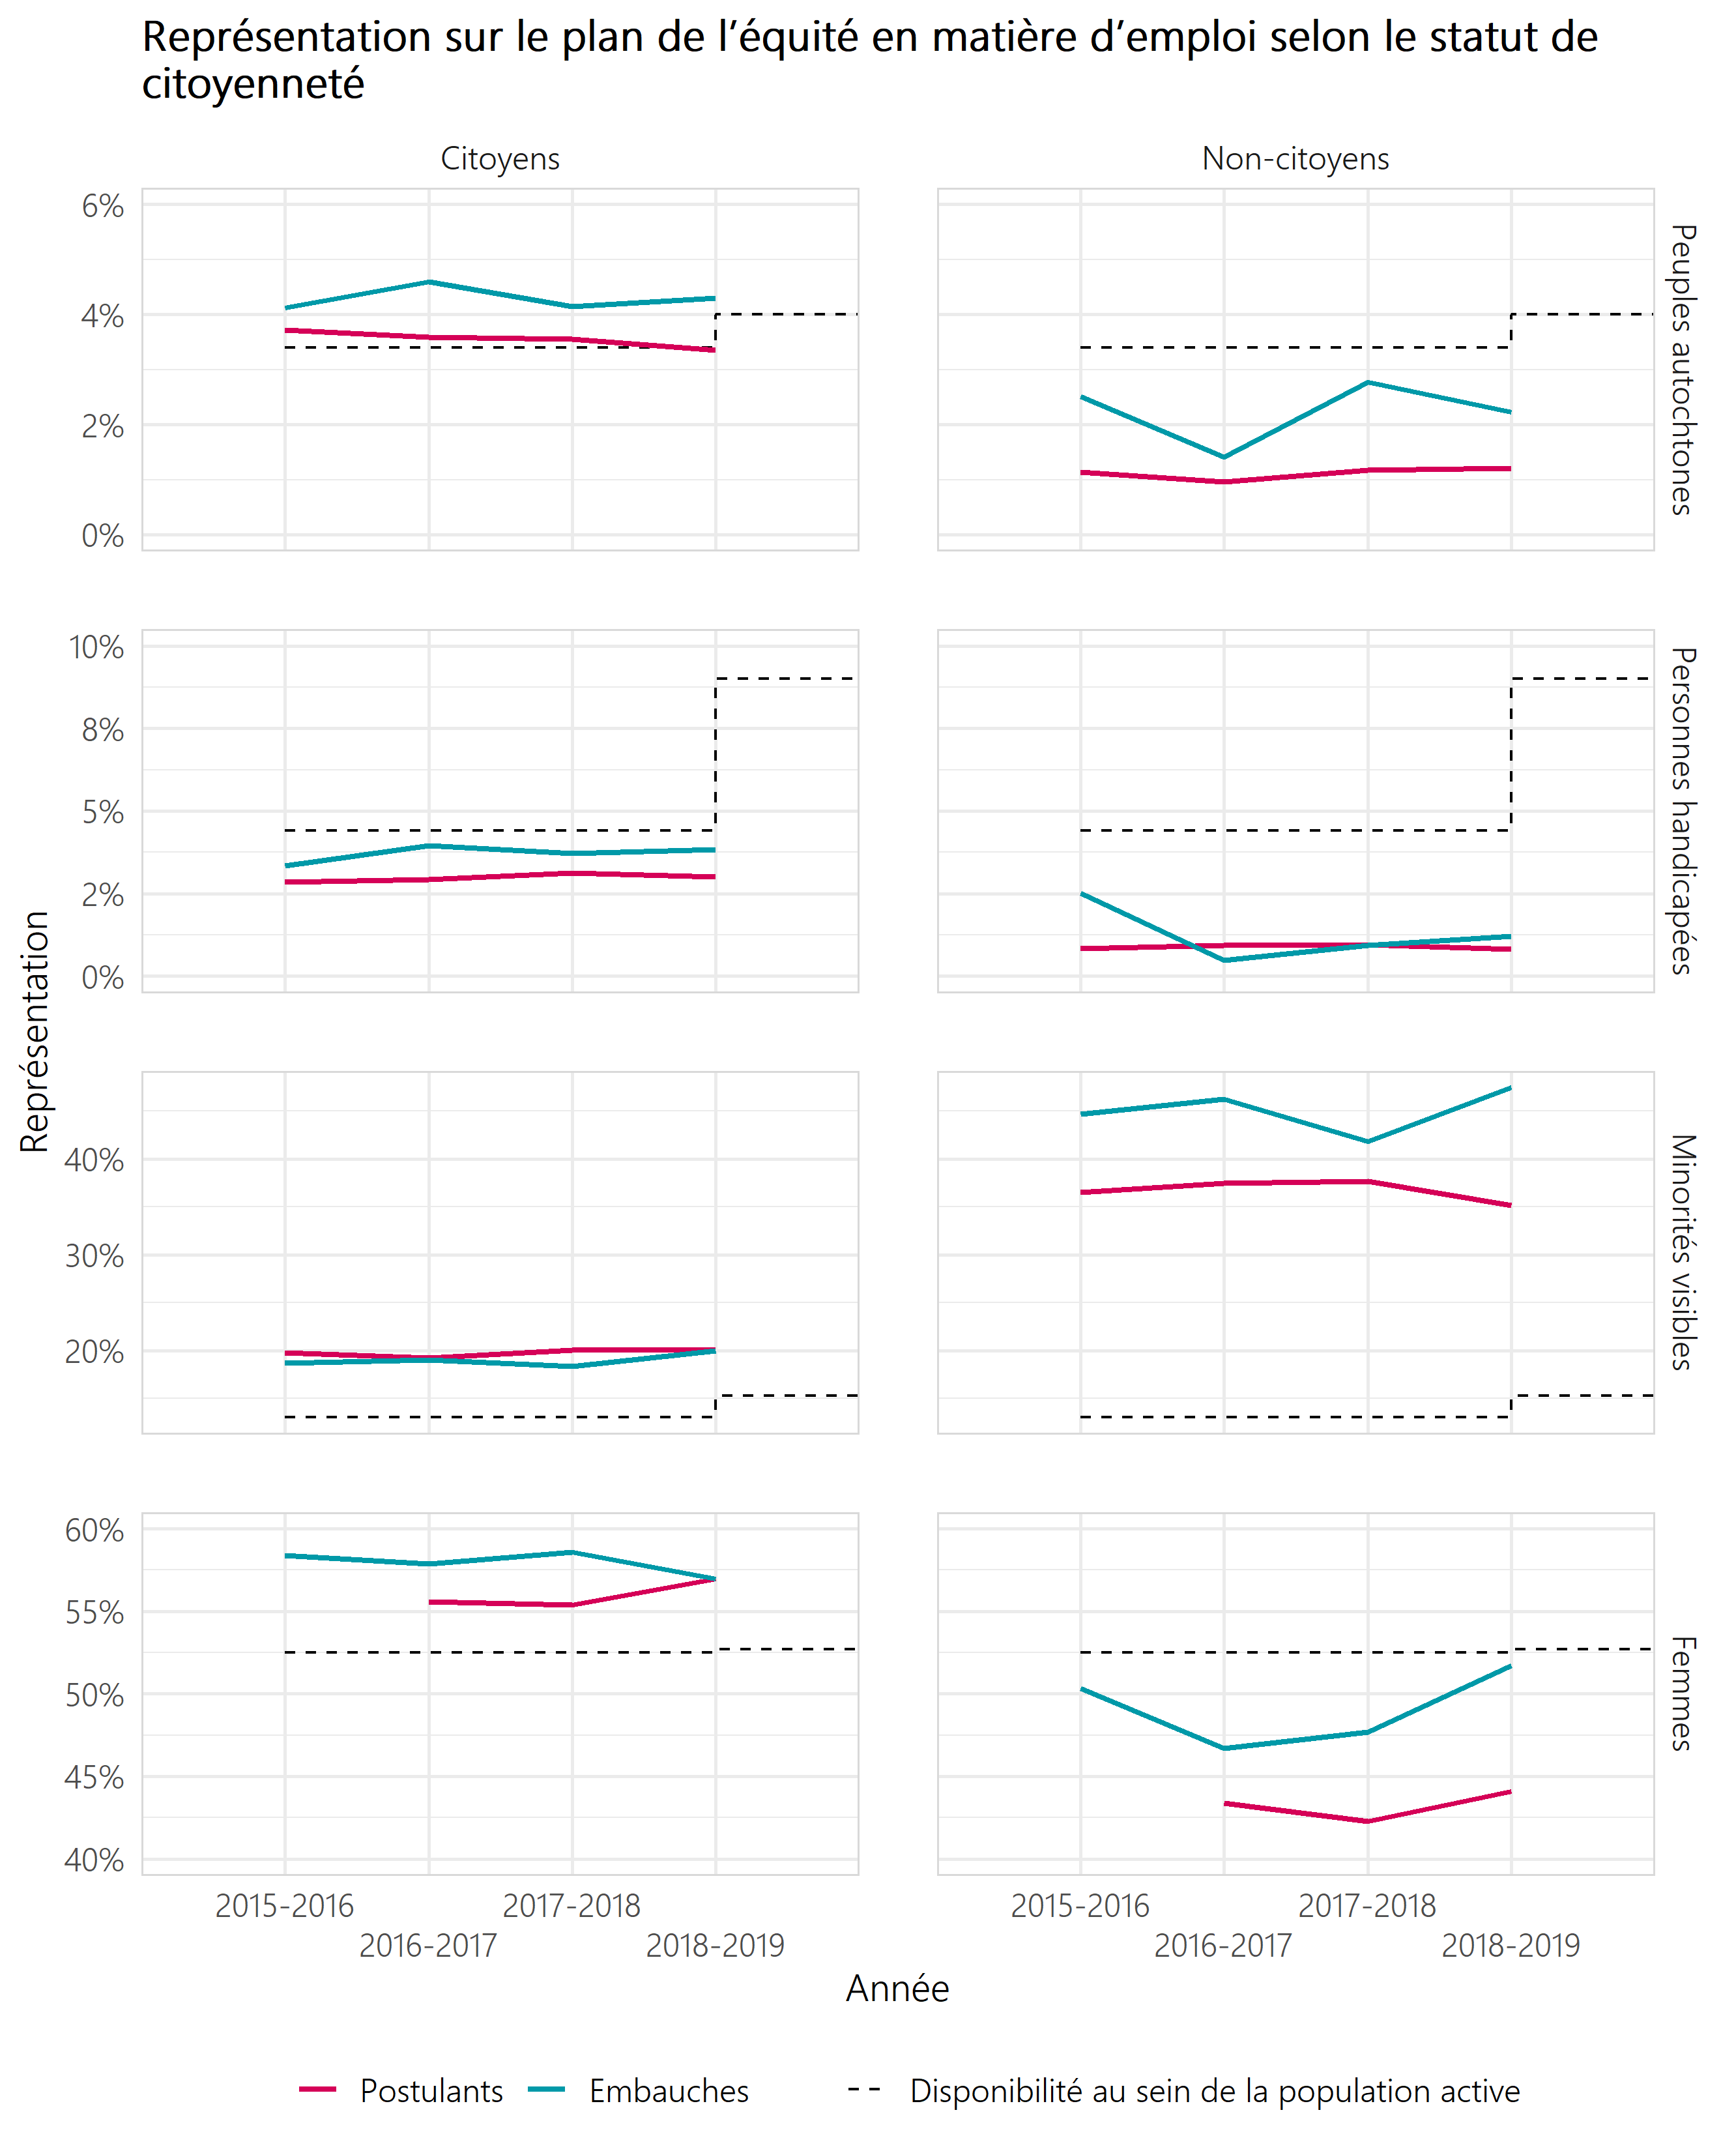 Représentation sur le plan de l’équité en matière d’emploi selon le statut de
citoyenneté
Citoyens
Non-citoyens
6%
4%
2%
0%
Peuples autochtones
10%
8%
5%
2%
0%
Personnes handicapées
40%
30%
20%
Minorités visibles
60%
55%
50%
45%
40%
Femmes
Représentation
2015-2016
2016-2017
2017-2018
2018-2019
2015-2016
2016-2017
2017-2018
2018-2019
Année
Postulants
Embauches
Disponibilité au sein de la population active